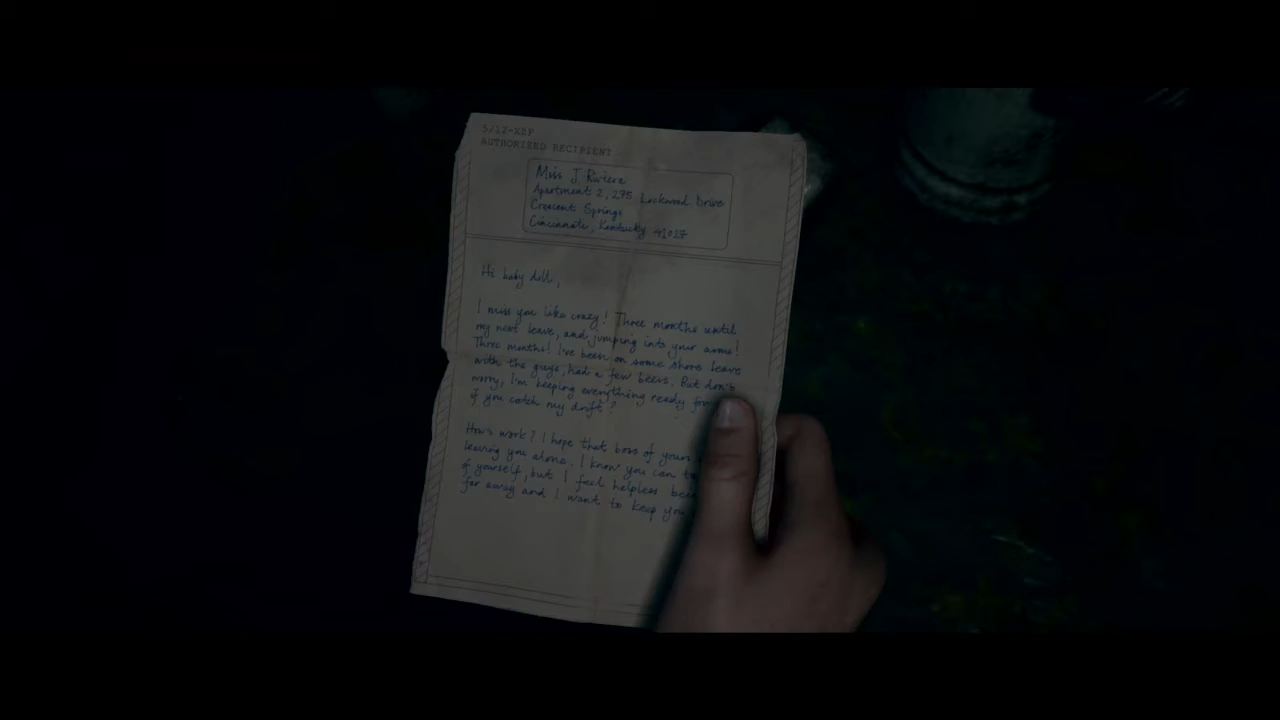 AUTHORIZED RECIPIENT
Miss J Riviere
Apartment 2, 275 Lockwood Drive
Crescent Springs
Cincinnati, Kentucky 41027
Hi baby doll,
I miss you like crazy! Three months until
my next leave, and jumping into your arms!
Three months! I've been on some shore leave
with the guys, had a few beers. But don't
worry, I'm keeping everything ready
if you catch my drift?
How's work? I hope that boss of
leaving you alone. I know you can
of yourself, but I feel helpless
far away and I want to keep you